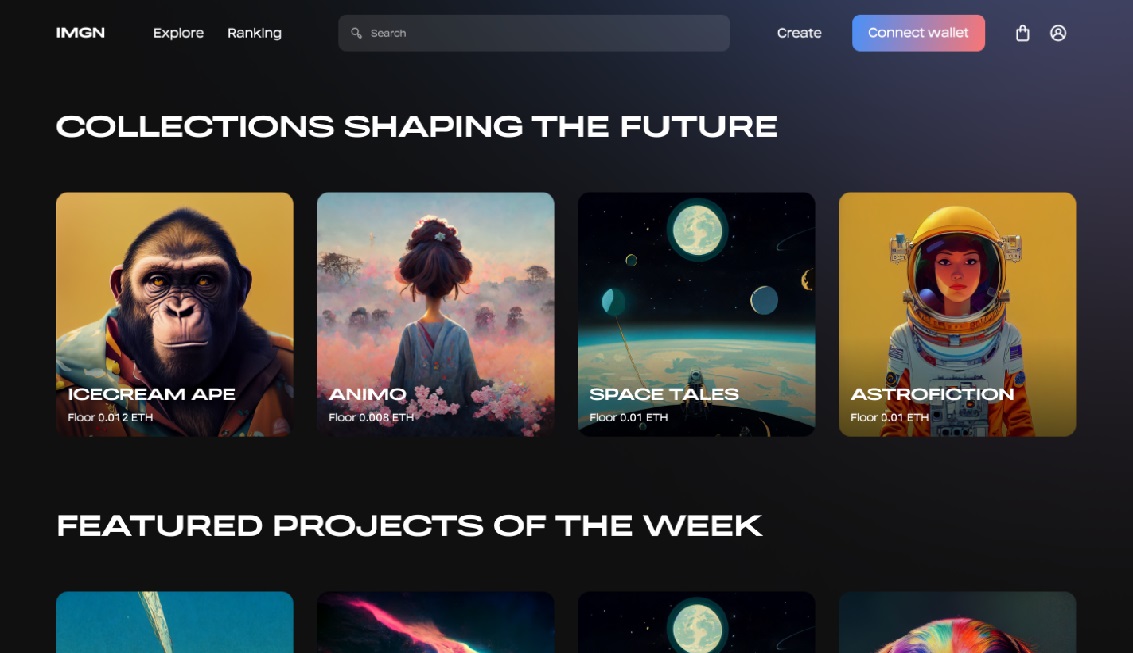 IMGN
Explore
Ranking
Search
Create
Connect wallet
COLLECTIONS SHAPING THE FUTURE
ICECREAM APE
Floor 0.012 ETH
ANIMO
Floor 0.008 ETH
SPACE TALES
Floor 0.01 ETH
ASTROFICTION
Floor 0.01 ETH
FEATURED PROJECTS OF THE WEEK